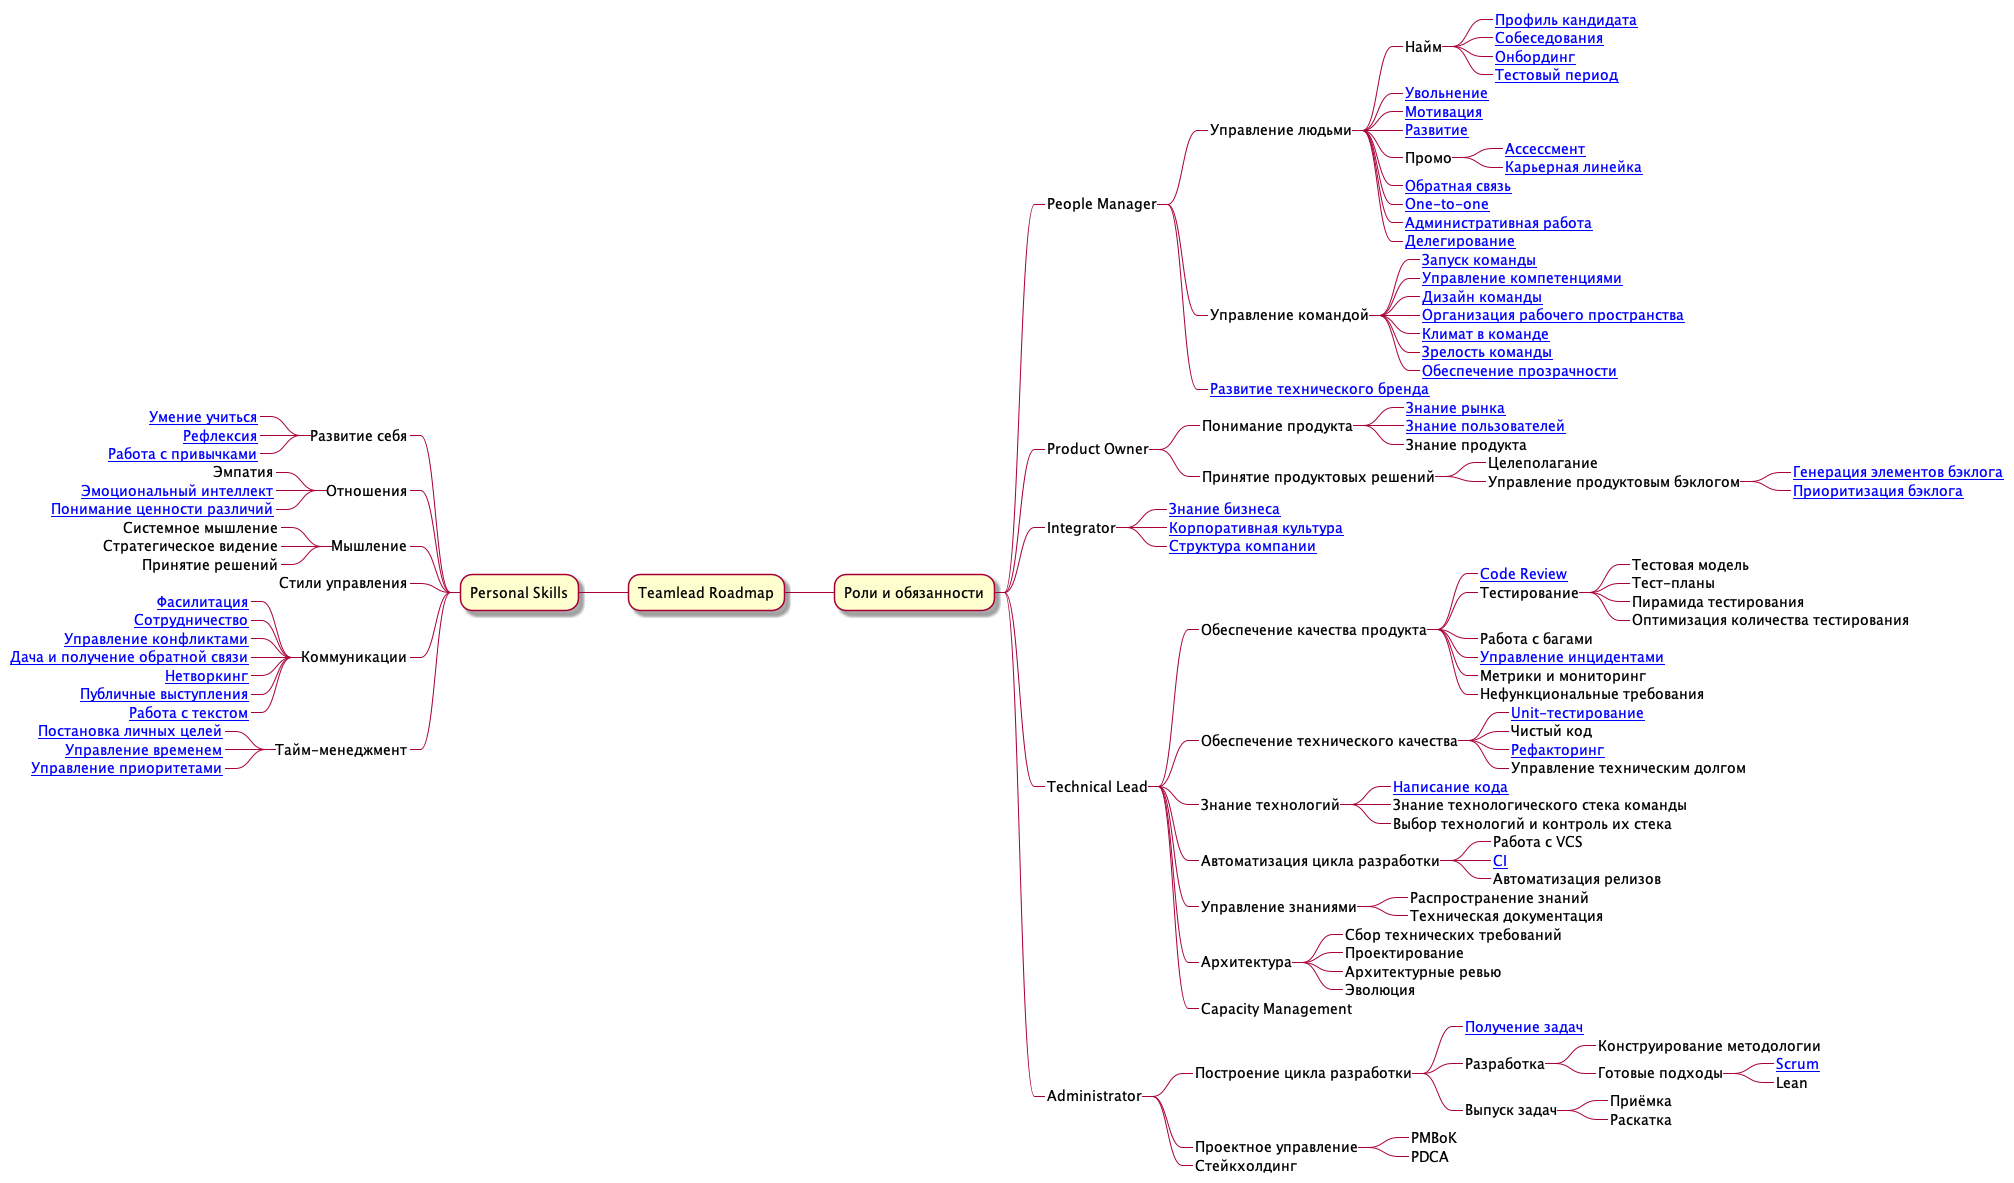 Teamlead Roadmap
Personal Skills
Развитие себя
Умение учиться
Рефлексия
Работа с привычками
Отношения
Эмпатия
Эмоциональный интеллект
Понимание ценности различий
Мышление
Системное мышление
Стратегическое видение
Принятие решений
Стили управления
Коммуникации
Фасилитация
Сотрудничество
Управление конфликтами
Дача и получение обратной связи
Нетворкинг
Публичные выступления
Работа с текстом
Тайм-менеджмент
Постановка личных целей
Управление временем
Управление приоритетами
Роли и обязанности
People Manager
Управление людьми
Найм
Профиль кандидата
Собеседования
Онбординг
Тестовый период
Увольнение
Мотивация
Развитие
Промо
Ассессмент
Карьерная линейка
Обратная связь
One-to-one
Административная работа
Делегирование
Управление командой
Запуск команды
Управление компетенциями
Дизайн команды
Организация рабочего пространства
Климат в команде
Зрелость команды
Обеспечение прозрачности
Развитие технического бренда
Product Owner
Понимание продукта
Знание рынка
Знание пользователей
Знание продукта
Принятие продуктовых решений
Целеполагание
Управление продуктовым бэклогом
Генерация элементов бэклога
Приоритизация бэклога
Integrator
Знание бизнеса
Корпоративная культура
Структура компании
Technical Lead
Обеспечение качества продукта
Code Review
Тестирование
Тестовая модель
Тест-планы
Пирамида тестирования
Оптимизация количества тестирования
Работа с багами
Управление инцидентами
Метрики и мониторинг
Нефункциональные требования
Обеспечение технического качества
Unit-тестирование
Чистый код
Рефакторинг
Управление техническим долгом
Знание технологий
Написание кода
Знание технологического стека команды
Выбор технологий и контроль их стека
Автоматизация цикла разработки
Работа с VCS
CI
Автоматизация релизов
Управление знаниями
Распространение знаний
Техническая документация
Архитектура
Сбор технических требований
Проектирование
Архитектурные ревью
Эволюция
Capacity Management
Administrator
Построение цикла разработки
Получение задач
Разработка
Конструирование методологии
Готовые подходы
Scrum
Lean
Выпуск задач
Приёмка
Раскатка
Проектное управление
PMBoK
PDCA
Стейкхолдинг